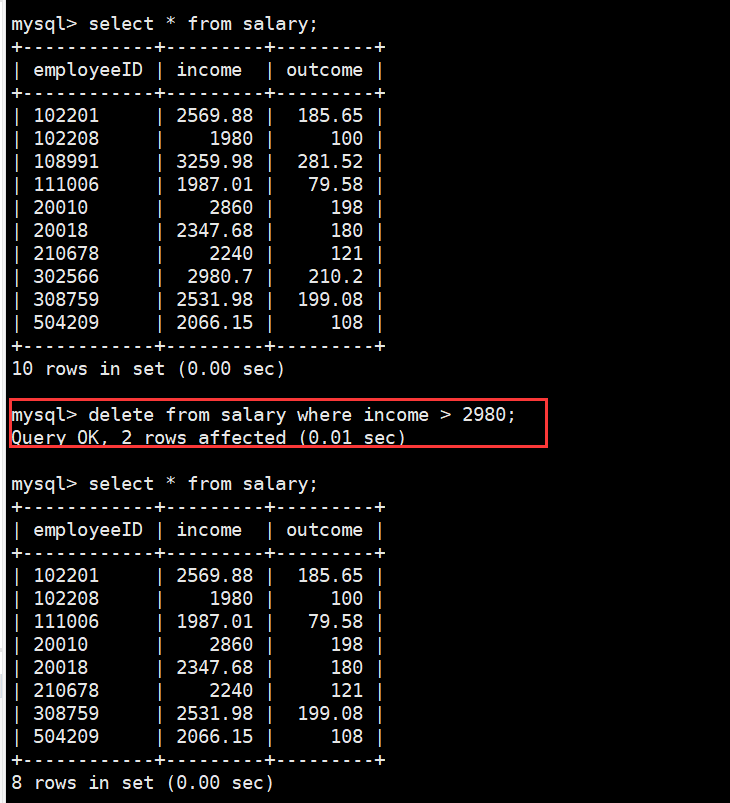 mysql> select * from salary;
+------------+---------+---------+
| employeeID | income  | outcome |
+------------+---------+---------+
| 102201     | 2569.88 |  185.65 |
| 102208     |    1980 |     100 |
| 108991     | 3259.98 |  281.52 |
| 111006     | 1987.01 |   79.58 |
| 20010      |    2860 |     198 |
| 20018      | 2347.68 |     180 |
| 210678     |    2240 |     121 |
| 302566     |  2980.7 |   210.2 |
| 308759     | 2531.98 |  199.08 |
| 504209     | 2066.15 |     108 |
+------------+---------+---------+
10 rows in set (0.00 sec)
mysql> delete from salary where income > 2980;
Query OK, 2 rows affected (0.01 sec)
mysql> select * from salary;
+------------+---------+---------+
| employeeID | income  | outcome |
+------------+---------+---------+
| 102201     | 2569.88 |  185.65 |
| 102208     |    1980 |     100 |
| 111006     | 1987.01 |   79.58 |
| 20010      |    2860 |     198 |
| 20018      | 2347.68 |     180 |
| 210678     |    2240 |     121 |
| 308759     | 2531.98 |  199.08 |
| 504209     | 2066.15 |     108 |
+------------+---------+---------+
8 rows in set (0.00 sec)